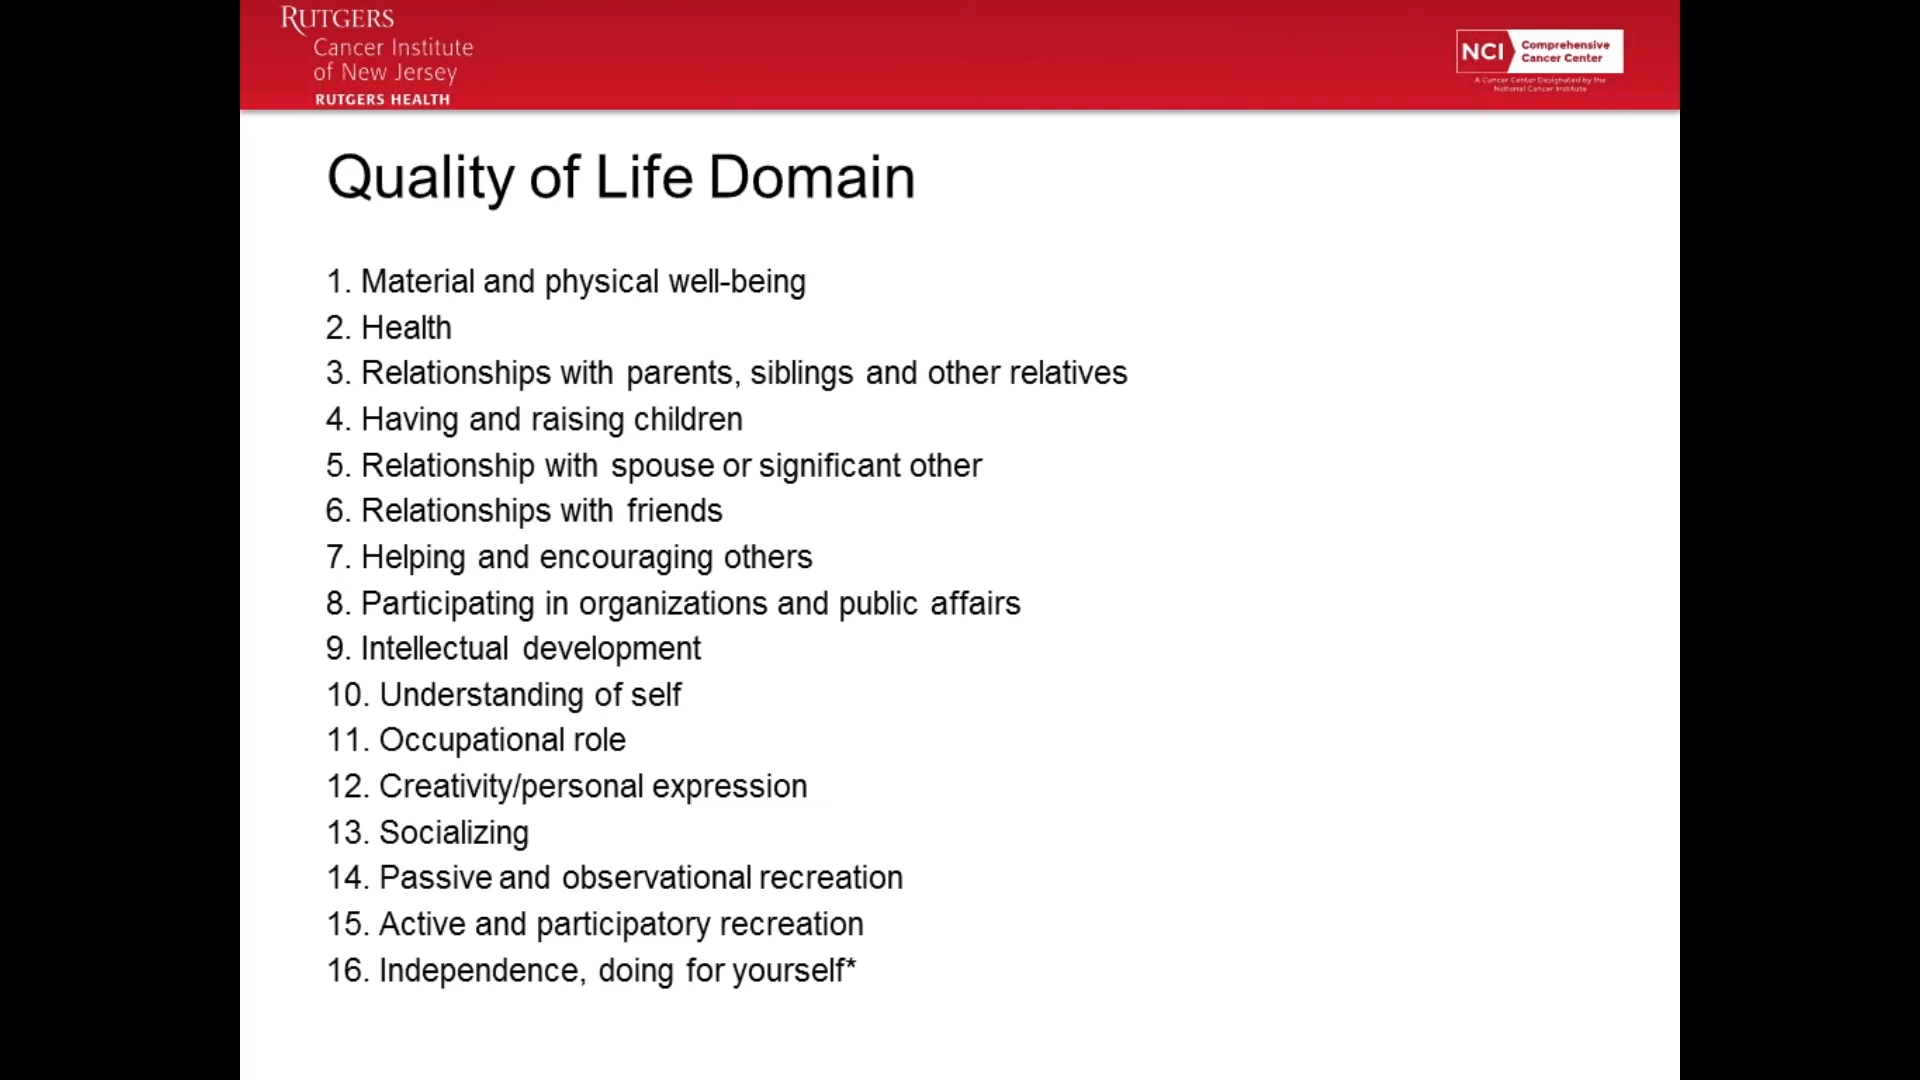 RUTGERS
Cancer Institute
of New Jersey
RUTGERS HEALTH
NCI
Comprehensive
Cancer Center
A Cancer Center Designated by the
National Cancer Institute
Quality of Life Domain
1. Material and physical well-being
2. Health
3. Relationships with parents, siblings and other relatives
4. Having and raising children
5. Relationship with spouse or significant other
6. Relationships with friends
7. Helping and encouraging others
8. Participating in organizations and public affairs
9. Intellectual development
10. Understanding of self
11. Occupational role
12. Creativity/personal expression
13. Socializing
14. Passive and observational recreation
15. Active and participatory recreation
16. Independence, doing for yourself*